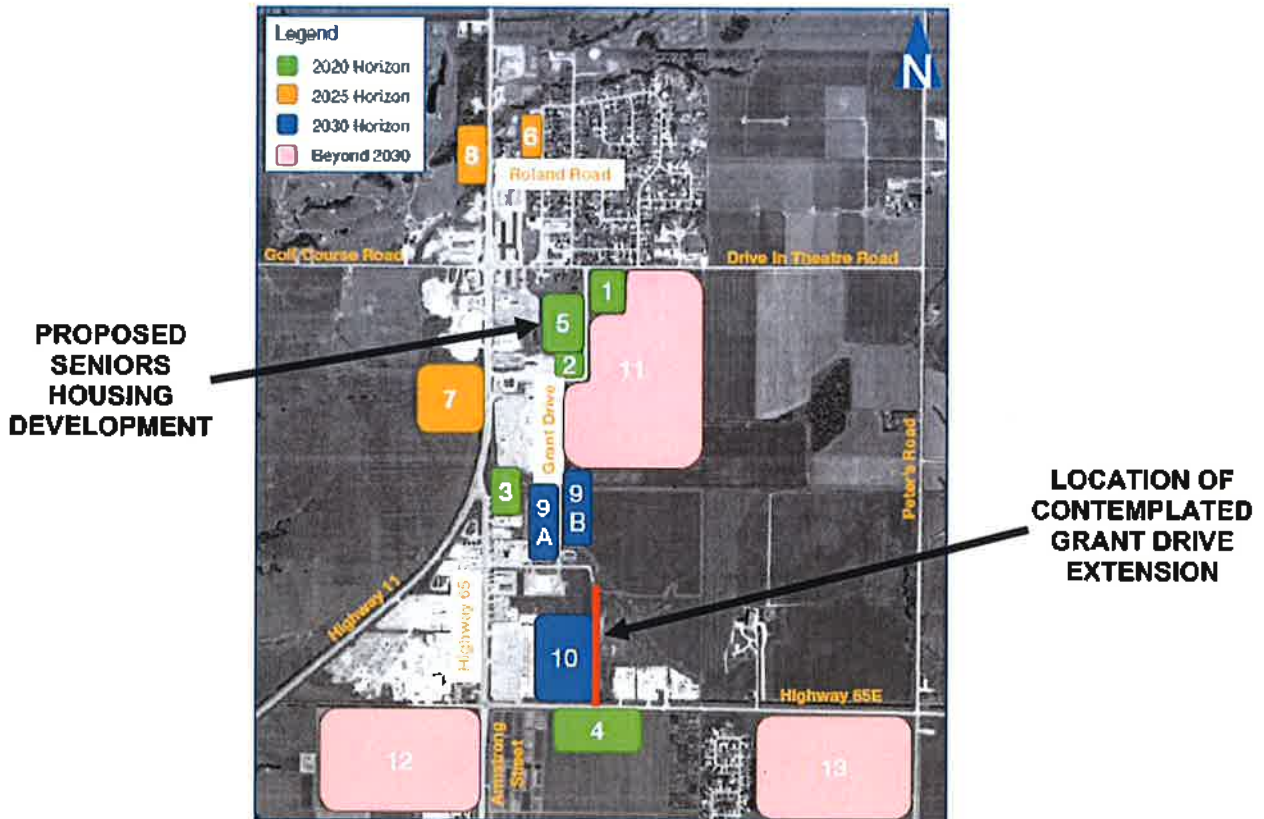 Legend
2020 Horizon
2025 Horizon
2030 Horizon
Beyond 2030
N
6
8
Roland Road
Golf Course Road
Drive In Theatre Road
1
5
2
11
PROPOSED
SENIORS
HOUSING
DEVELOPMENT
7
Grant Drive
Peter's Road
3
9
A
9
B
LOCATION OF
CONTEMPLATED
GRANT DRIVE
EXTENSION
Highway 11
Highway 65
10
Highway 65E
4
12
Armstrong
Street
13